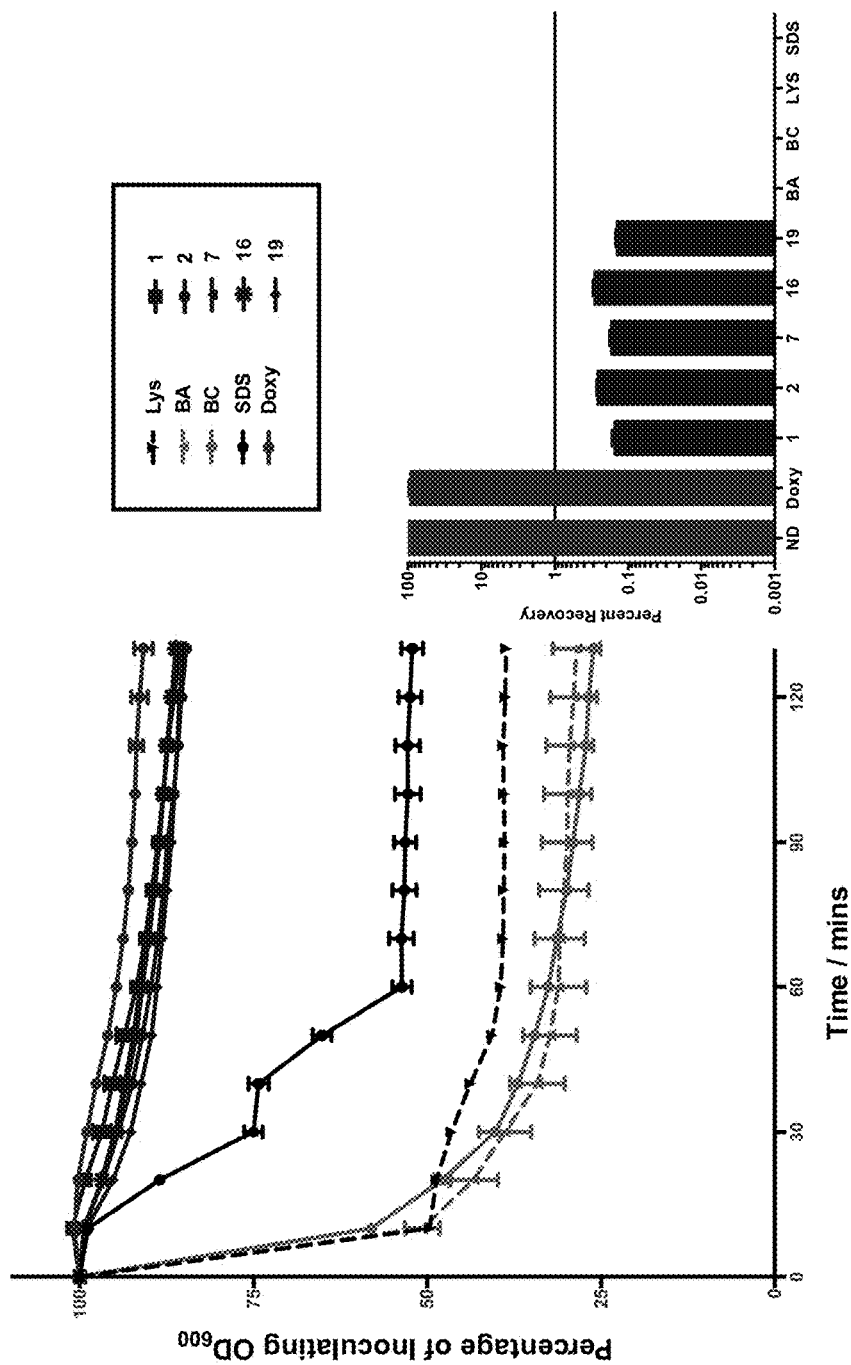 Percentage of Inoculating OD600
100
75
50
25
0
0
30
60
90
120
Time / mins
Lys
BA
BC
SDS
Doxy
1
2
7
16
19
Percent Recovery
100
10
1
0.1
0.01
0.001
ND
Doxy
1
2
7
16
19
BA
BC
LYS
SDS